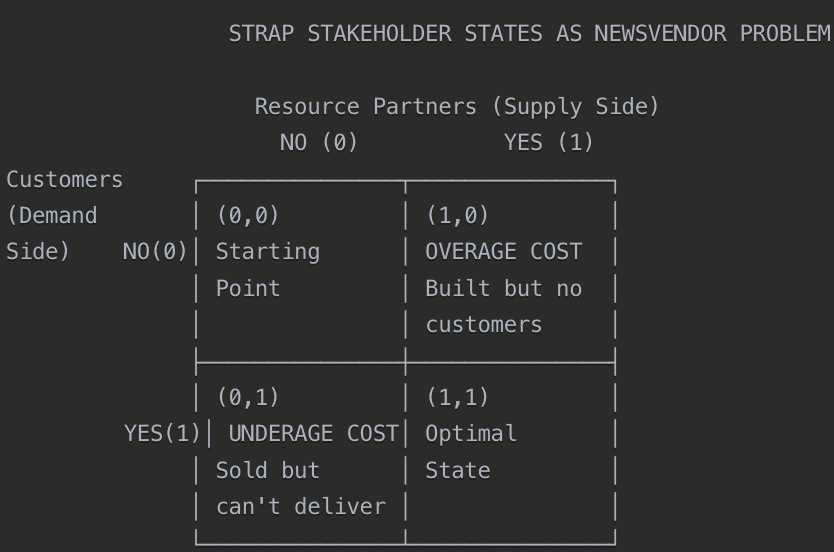 STRAP STAKEHOLDER STATES AS NEWSVENDOR PROBLEM
Resource Partners (Supply Side)
NO (0) YES (1)
Customers
(Demand (0,0) (1,0)
Side) NO(0) Starting OVERAGE COST
Point Built but no
customers
(0,1) (1,1)
YES(1) UNDERAGE COST Optimal
Sold but State
can't deliver